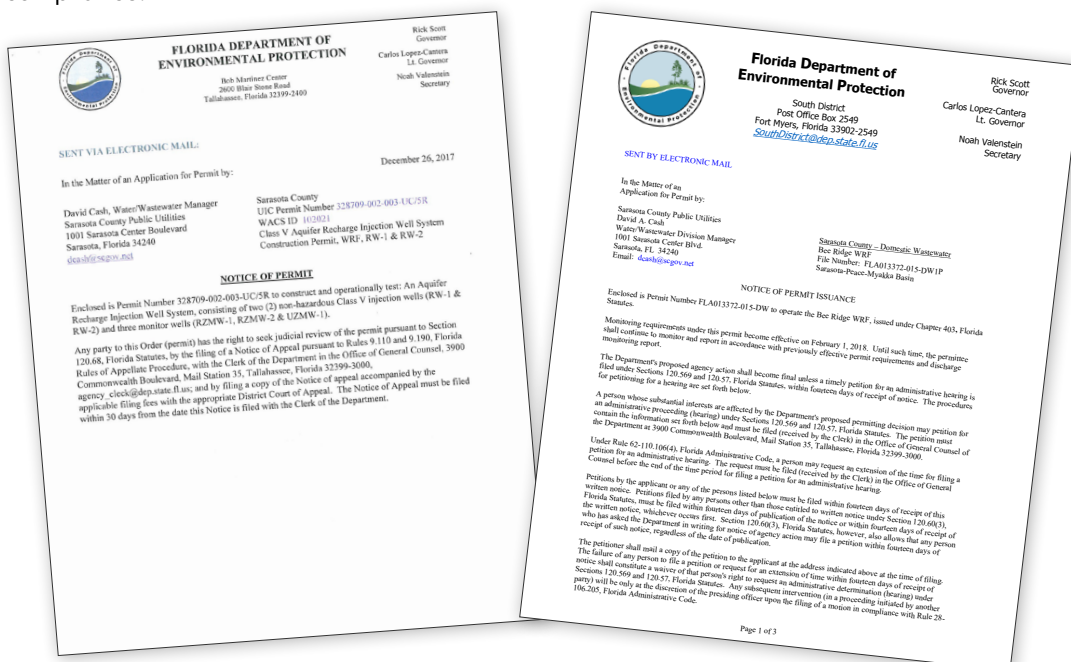 FLORIDA DEPARTMENT OF
ENVIRONMENTAL PROTECTION
Bob Martinez Center
2600 Blair Stone Road
Tallahassee, Florida 32399-2400
Rick Scott
Governor
Carlos Lopez-Cantera
Lt. Governor
Noah Valenstein
Secretary
SENT VIA ELECTRONIC MAIL:
December 26, 2017
In the Matter of an Application for Permit by:
David Cash, Water/Wastewater Manager
Sarasota County Public Utilities
1001 Sarasota Center Boulevard
Sarasota, Florida 34240
dcash@scgov.net
Sarasota County
UIC Permit Number 328709-002-003-UC/5R
WACS ID 102021
Class V Aquifer Recharge Injection Well System
Construction Permit, WRF, RW-1 & RW-2
NOTICE OF PERMIT
Enclosed is Permit Number 328709-002-003-UC/5R to construct and operationally test: An Aquifer
Recharge Injection Well System, consisting of two (2) non-hazardous Class V injection wells (RW-1 &
RW-2) and three monitor wells (RZMW-1, RZMW-2 & UZMW-1).
Any party to this Order (permit) has the right to seek judicial review of the permit pursuant to Section
120.68, Florida Statutes, by the filing of a Notice of Appeal pursuant to Rules 9.110 and 9.190, Florida
Rules of Appellate Procedure, with the Clerk of the Department in the Office of General Counsel, 3900
Commonwealth Boulevard, Mail Station 35, Tallahassee, Florida 32399-3000,
agency_cleck@dep.state.fl.us; and by filing a copy of the Notice of appeal accompanied by the
applicable filing fees with the appropriate District Court of Appeal. The Notice of Appeal must be filed
within 30 days from the date this Notice is filed with the Clerk of the Department.
Florida Department of
Environmental Protection
Florida Department of
Environmental Protection
South District
Post Office Box 2549
Fort Myers, Florida 33902-2549
SouthDistrict@dep.state.fl.us
Rick Scott
Governor
Carlos Lopez-Cantera
Lt. Governor
Noah Valenstein
Secretary
SENT BY ELECTRONIC MAIL
In the Matter of an
Application for Permit by:
Sarasota County Public Utilities
David A. Cash
Water/Wastewater Division Manager
1001 Sarasota Center Blvd.
Sarasota, FL 34240
Email: dcash@scgov.net
Sarasota County – Domestic Wastewater
Bee Ridge WRF
File Number: FLA013372-015-DW1P
Sarasota-Peace-Myakka Basin
NOTICE OF PERMIT ISSUANCE
Enclosed is Permit Number FLA013372-015-DW to operate the Bee Ridge WRF, issued under Chapter 403, Florida
Statutes.
Monitoring requirements under this permit become effective on February 1, 2018. Until such time, the permittee
shall continue to monitor and report in accordance with previously effective permit requirements and discharge
monitoring report.
The Department's proposed agency action shall become final unless a timely petition for an administrative hearing is
filed under Sections 120.569 and 120.57, Florida Statutes, within fourteen days of receipt of notice. The procedures
for petitioning for a hearing are set forth below.
A person whose substantial interests are affected by the Department's proposed permitting decision may petition for
an administrative proceeding (hearing) under Sections 120.569 and 120.57, Florida Statutes. The petition must
contain the information set forth below and must be filed (received by the Clerk) in the Office of General Counsel of
the Department at 3900 Commonwealth Boulevard, Mail Station 35, Tallahassee, Florida 32399-3000.
Under Rule 62-110.106(4), Florida Administrative Code, a person may request an extension of the time for filing a
petition for an administrative hearing. The request must be filed (received by the Clerk) in the Office of General
Counsel before the end of the time period for filing a petition for an administrative hearing.
Petitions by the applicant or any of the persons listed below must be filed within fourteen days of receipt of this
written notice. Petitions filed by any persons other than those entitled to written notice under Section 120.60(3),
Florida Statutes, must be filed within fourteen days of publication of the notice or within fourteen days of receipt of
the written notice, whichever occurs first. Section 120.60(3), Florida Statutes, however, also allows that any person
who has asked the Department in writing for notice of agency action may file a petition within fourteen days of
receipt of such notice, regardless of the date of publication.
The petitioner shall mail a copy of the petition to the applicant at the address indicated above at the time of filing.
The failure of any person to file a petition or request for an extension of time within fourteen days of receipt of
notice shall constitute a waiver of that person's right to request an administrative determination (hearing) under
Sections 120.569 and 120.57, Florida Statutes. Any subsequent intervention (in a proceeding initiated by another
party) will be only at the discretion of the presiding officer upon the filing of a motion in compliance with Rule 28-
106.205, Florida Administrative Code.
Page 1 of 3